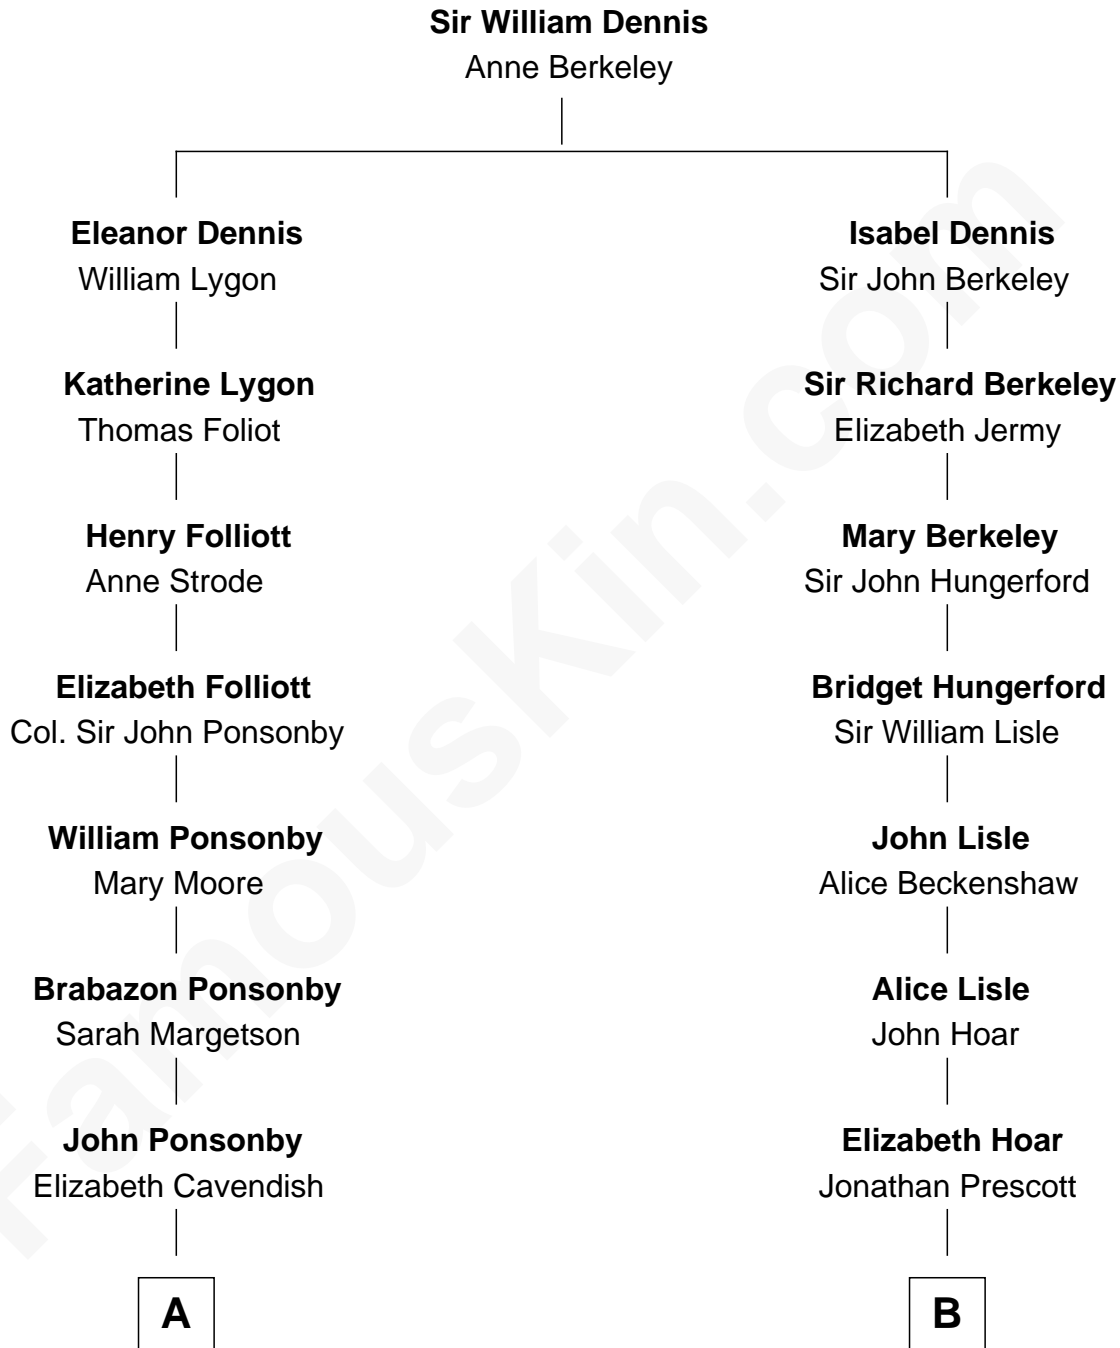 Sir William Dennis
Anne Berkeley
Eleanor Dennis
William Lygon
Isabel Dennis
Sir John Berkeley
Katherine Lygon
Thomas Foliot
Sir Richard Berkeley
Elizabeth Jermy
Henry Folliott
Anne Strode
Mary Berkeley
Sir John Hungerford
Elizabeth Folliott
Col. Sir John Ponsonby
Bridget Hungerford
Sir William Lisle
William Ponsonby
Mary Moore
John Lisle
Alice Beckenshaw
Brabazon Ponsonby
Sarah Margetson
Alice Lisle
John Hoar
John Ponsonby
Elizabeth Cavendish
Elizabeth Hoar
Jonathan Prescott
A
B
FamousKin.com